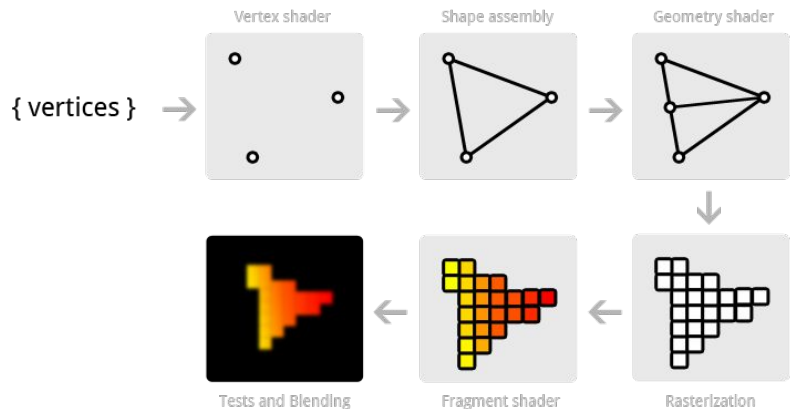 Vertex shader
Shape assembly
Geometry shader
{ vertices }
Tests and Blending
Fragment shader
Rasterization